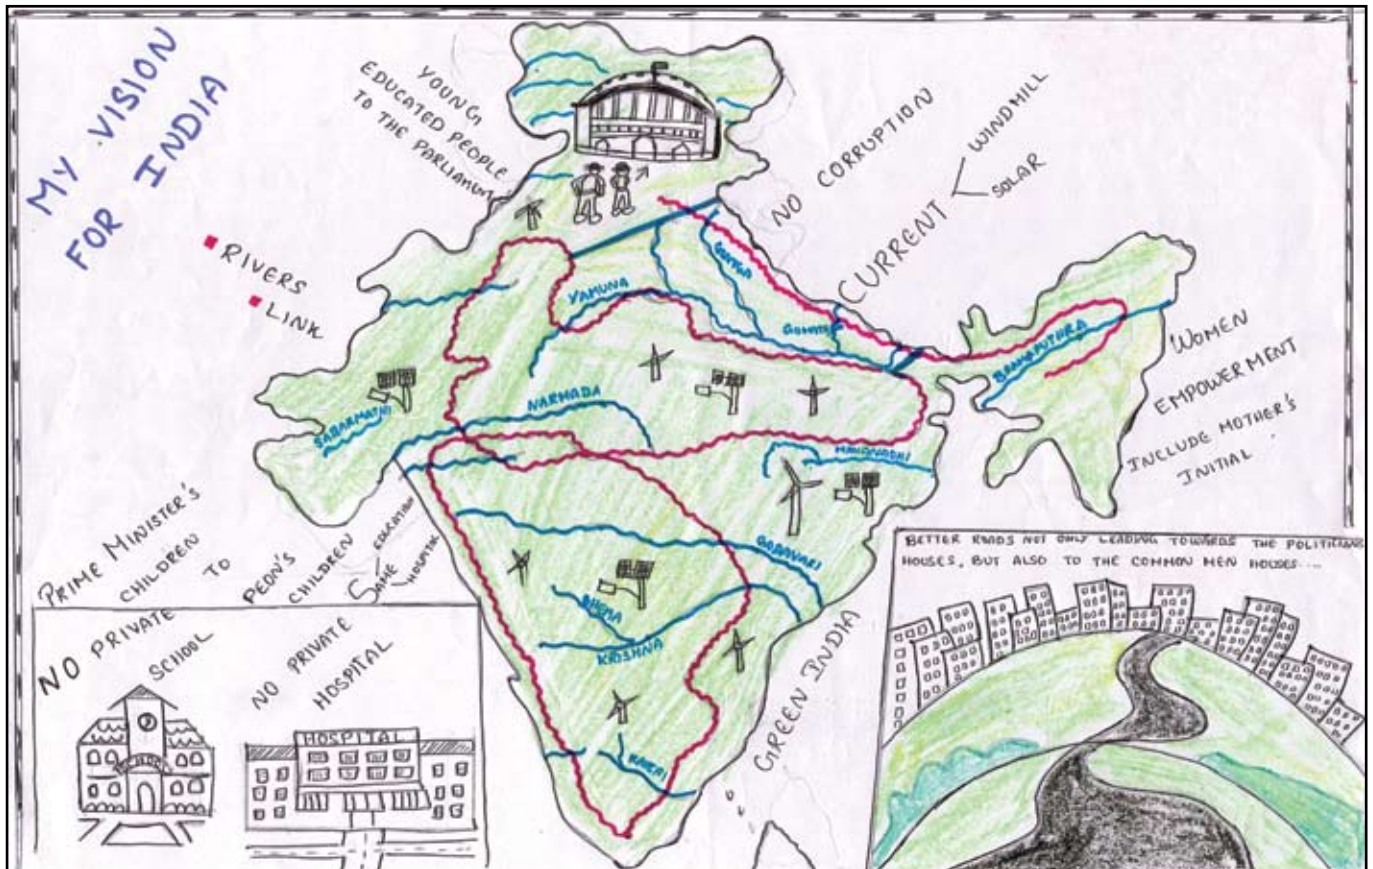 MY VISION
FOR INDIA
RIVERS
LINK
YOUNG
EDUCATED PEOPLE
TO THE PARLIAMENT
NO CORRUPTION
CURRENT
WINDMILL
SOLAR
WOMEN
EMPOWERMENT
INCLUDE MOTHER'S
INITIAL
GANGA
YAMUNA
GOMATI
BRAMAPUTHRA
NARMADA
SABARMATHI
MAHANADHI
GODAVARI
BHIMA
KRISHNA
KAVERI
GREEN INDIA
PRIME MINISTER'S
CHILDREN
TO
PEON'S
CHILDREN
SAME
EDUCATION
HOSPITAL
NO PRIVATE
SCHOOL
NO PRIVATE
HOSPITAL
SCHOOL
HOSPITAL
BETTER ROADS NOT ONLY LEADING TOWARDS THE POLITICIANS
HOUSES, BUT ALSO TO THE COMMON MEN HOUSES....